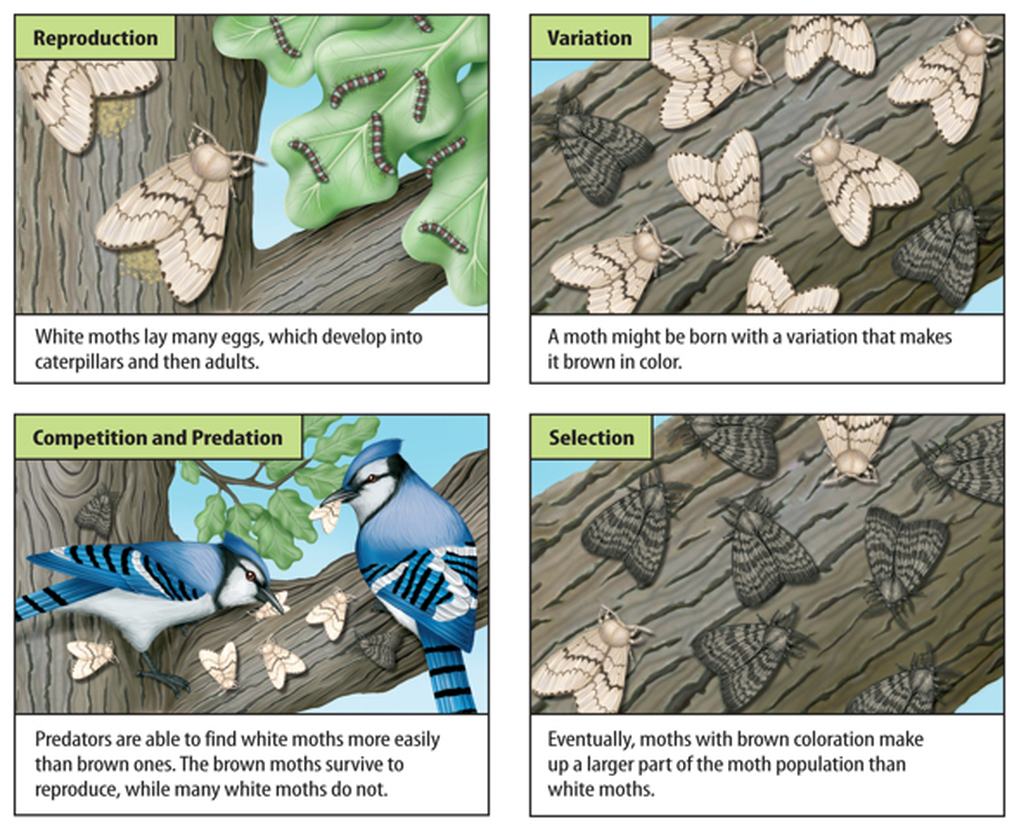 Reproduction
White moths lay many eggs, which develop into
caterpillars and then adults.
Variation
A moth might be born with a variation that makes
it brown in color.
Competition and Predation
Predators are able to find white moths more easily
than brown ones. The brown moths survive to
reproduce, while many white moths do not.
Selection
Eventually, moths with brown coloration make
up a larger part of the moth population than
white moths.